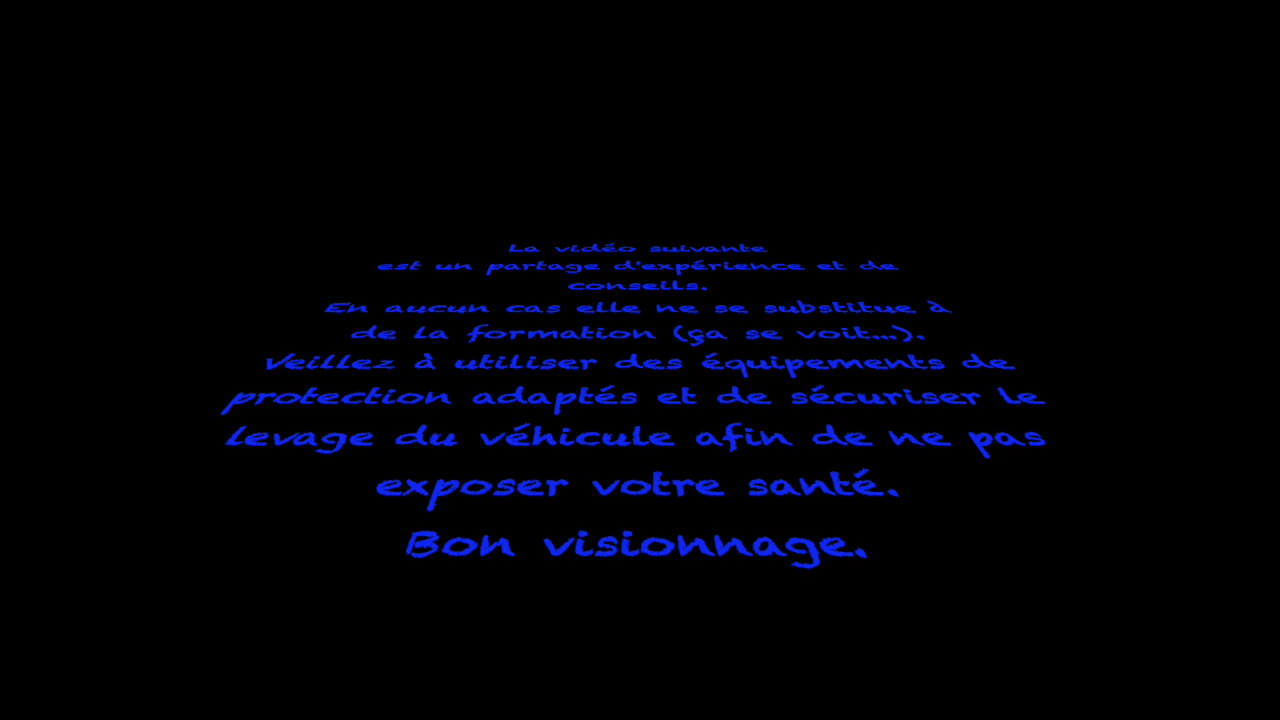 La vidéo suivante
est un partage d'expérience et de
conseils.
En aucun cas elle ne se substitue à
de la formation (ça se voit...).
Veillez à utiliser des équipements de
protection adaptés et de sécuriser le
levage du véhicule afin de ne pas
exposer votre santé.
Bon visionnage.